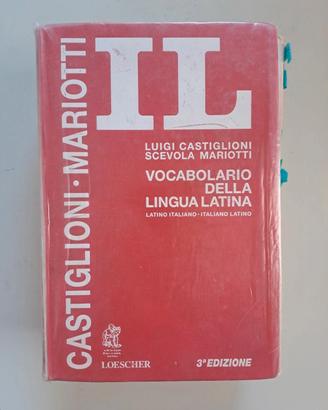 CASTIGLIONI · MARIOTTI
IL
LUIGI CASTIGLIONI
SCEVOLA MARIOTTI
VOCABOLARIO
DELLA
LINGUA LATINA
LATINO ITALIANO - ITALIANO LATINO
LOESCHER
3ª EDIZIONE